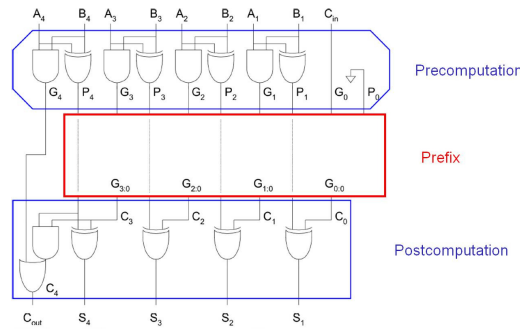 A4 B4 A3 B3 A2 B2 A1 B1 Cin
Precomputation
G4 P4 G3 P3 G2 P2 G1 P1 G0 P0
Prefix
G3:0 G2:0 G1:0 G0:0
C3 C2 C1 C0
Postcomputation
C4
Cout S4 S3 S2 S1